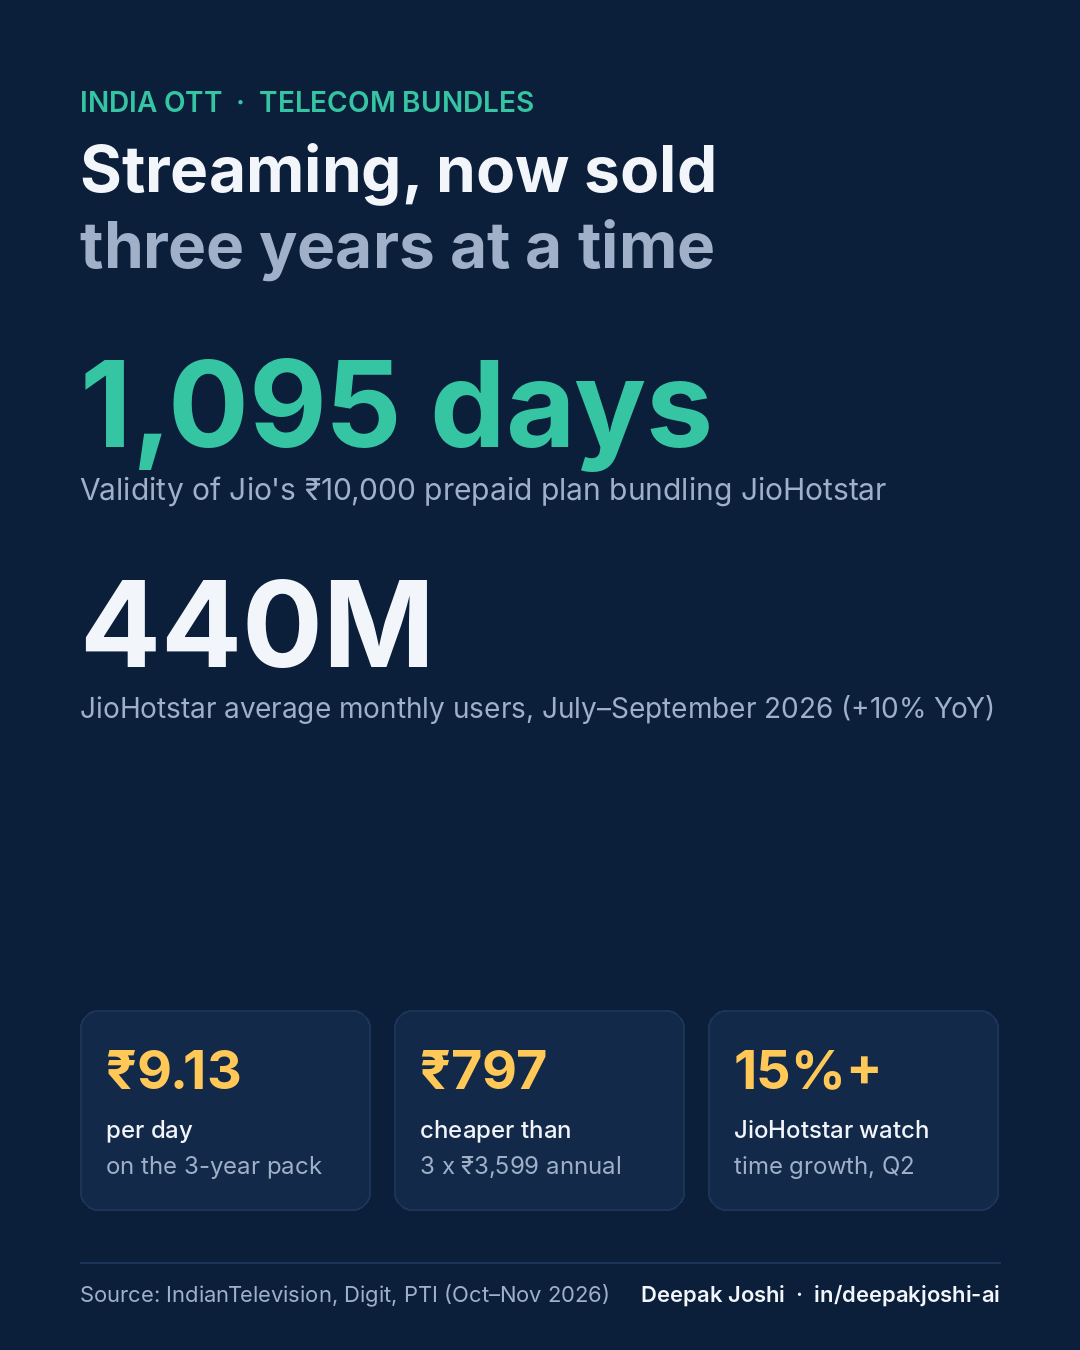 INDIA OTT · TELECOM BUNDLES
Streaming, now sold
three years at a time
1,095 days
Validity of Jio's ₹10,000 prepaid plan bundling JioHotstar
440M
JioHotstar average monthly users, July–September 2026 (+10% YoY)
₹9.13
per day
on the 3-year pack
₹797
cheaper than
3 x ₹3,599 annual
15%+
JioHotstar watch
time growth, Q2
Source: IndianTelevision, Digit, PTI (Oct–Nov 2026)
Deepak Joshi · in/deepakjoshi-ai